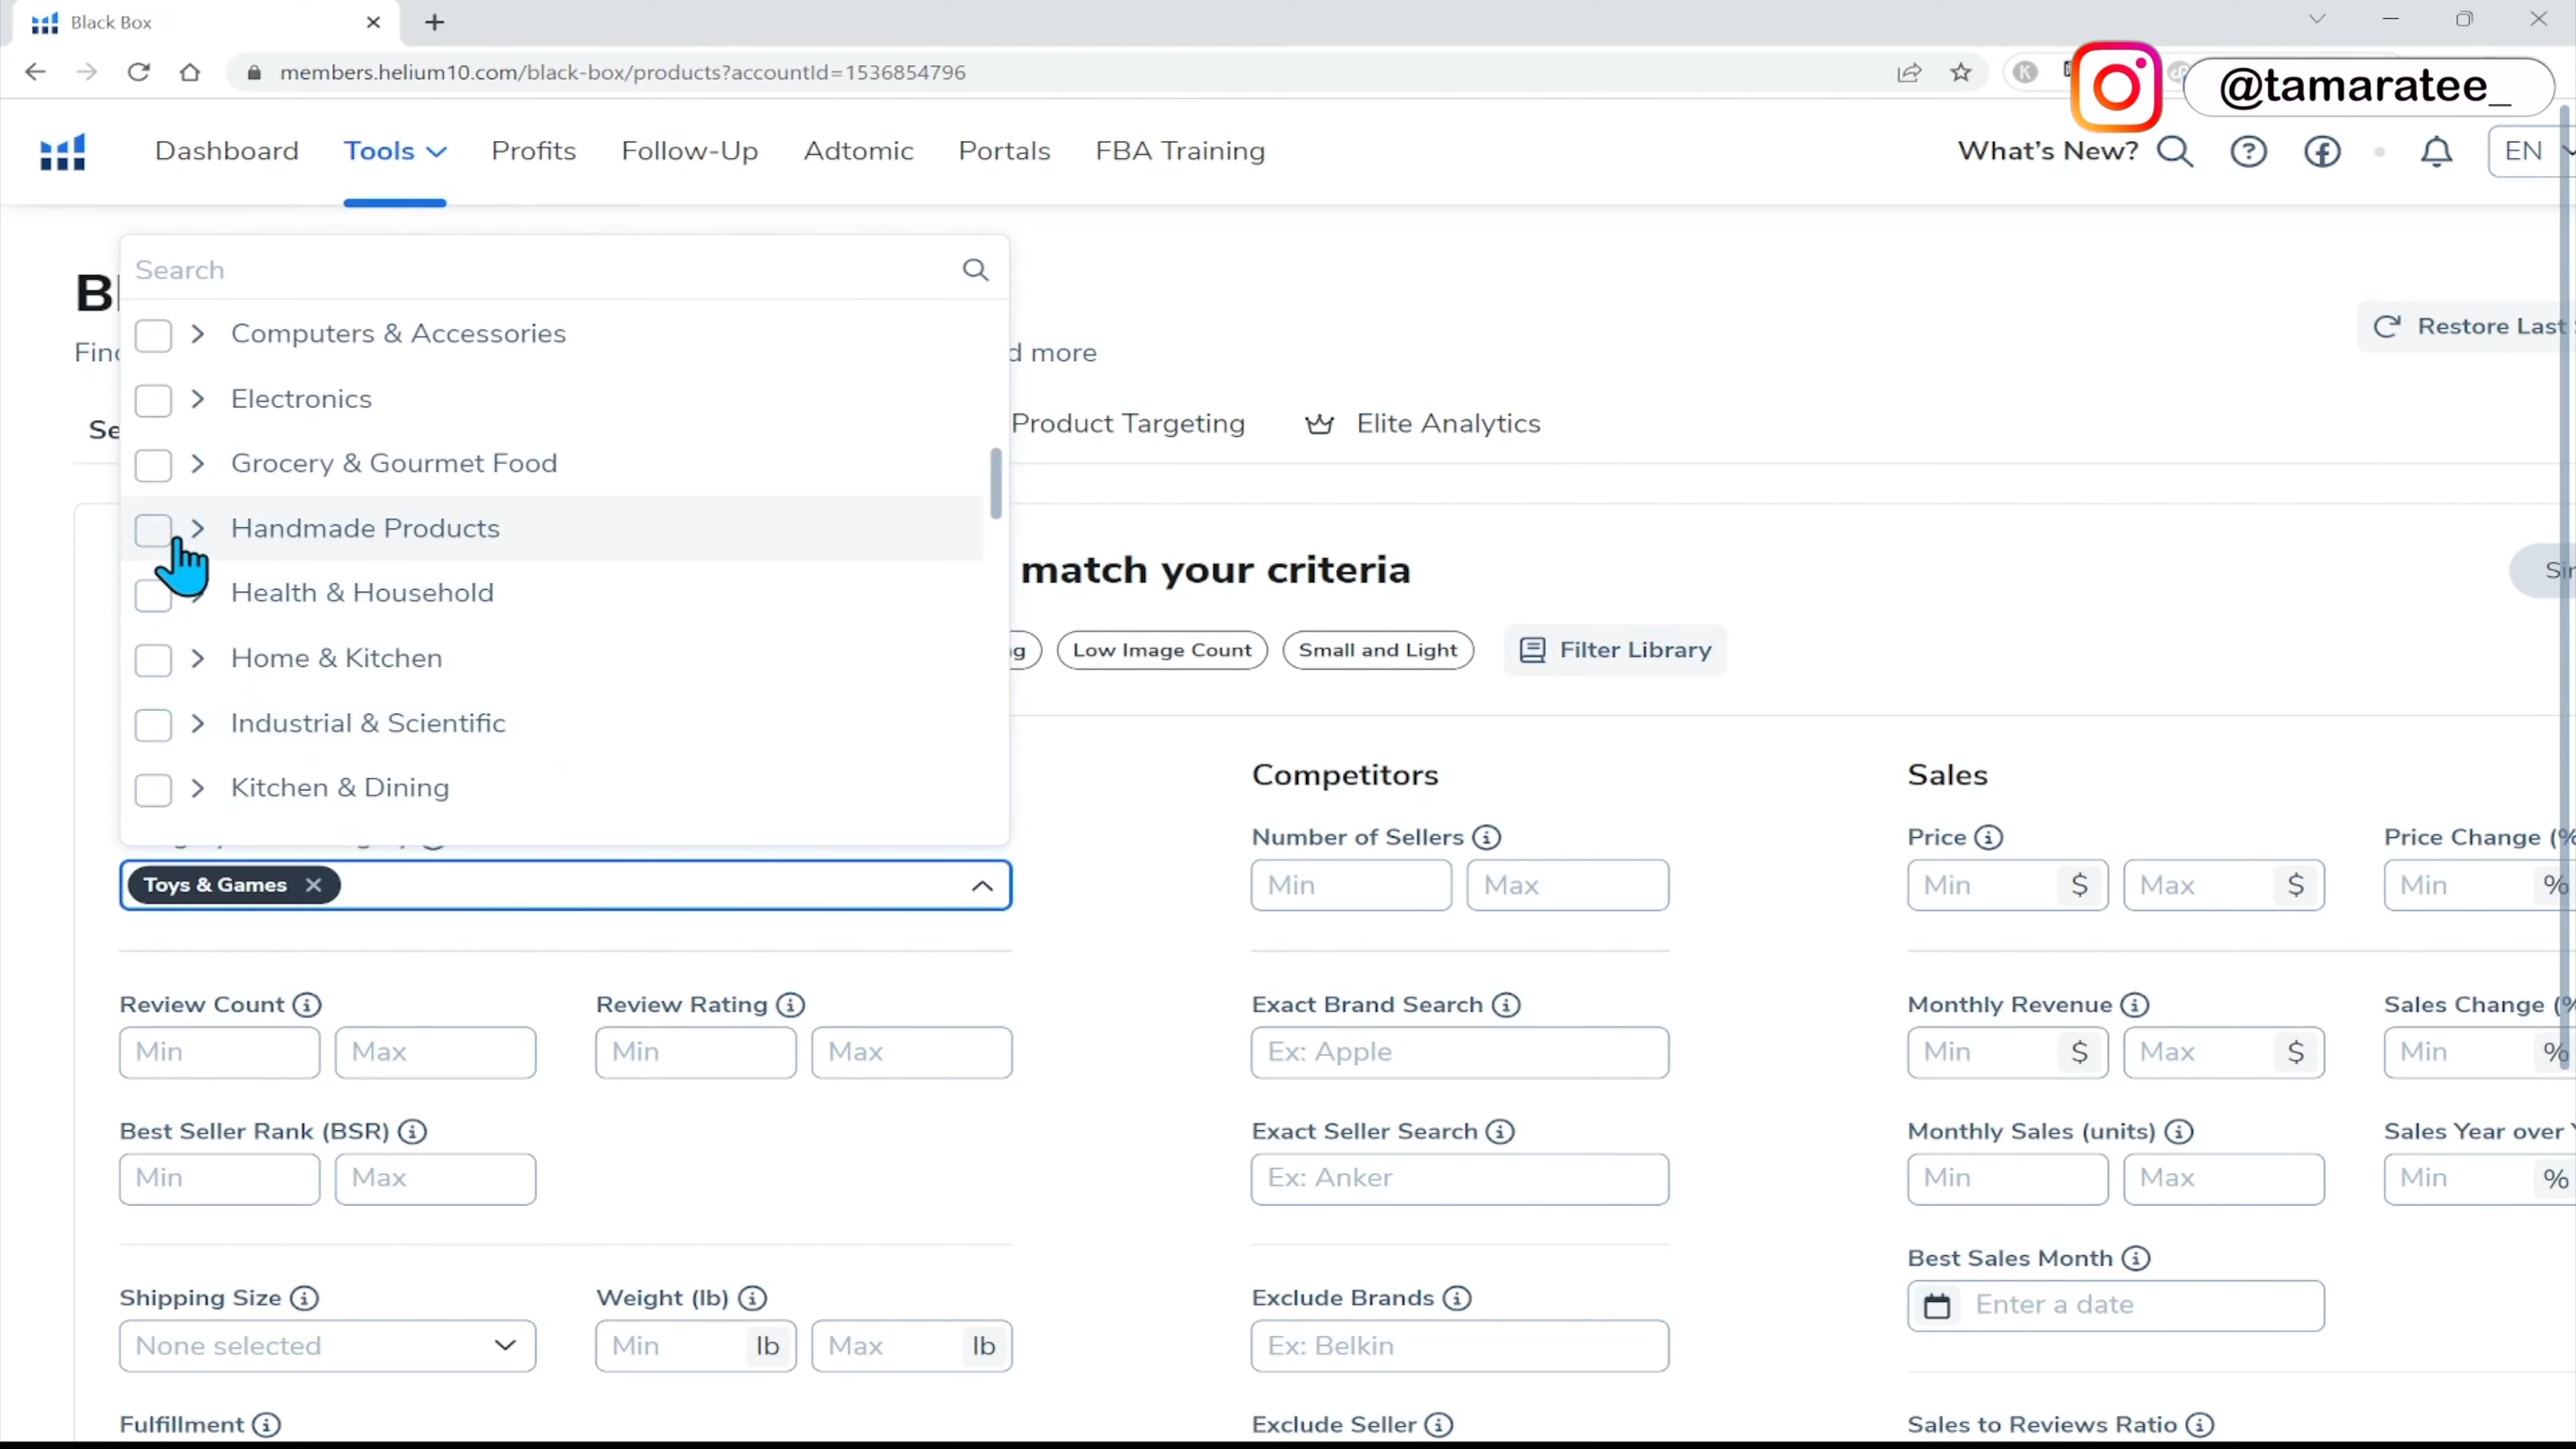 Black Box
members.helium10.com/black-box/products?accountId=1536854796
@tamaratee_
Dashboard Tools Profits Follow-Up Adtomic Portals FBA Training What's New? EN
Search
Computers & Accessories
Electronics
Grocery & Gourmet Food
Handmade Products
Health & Household
Home & Kitchen
Industrial & Scientific
Kitchen & Dining
d more
Restore Last
Product Targeting Elite Analytics
match your criteria
Low Image Count Small and Light Filter Library
Competitors Sales
Number of Sellers Price Price Change (%
Toys & Games Min Max Min $ Max $ Min %
Review Count Review Rating Exact Brand Search Monthly Revenue Sales Change (%
Min Max Min Max Ex: Apple Min $ Max $ Min %
Best Seller Rank (BSR) Exact Seller Search Monthly Sales (units) Sales Year over
Min Max Ex: Anker Min Max Min %
Best Sales Month
Enter a date
Shipping Size Weight (lb) Exclude Brands
None selected Min lb Max lb Ex: Belkin
Fulfillment Exclude Seller Sales to Reviews Ratio